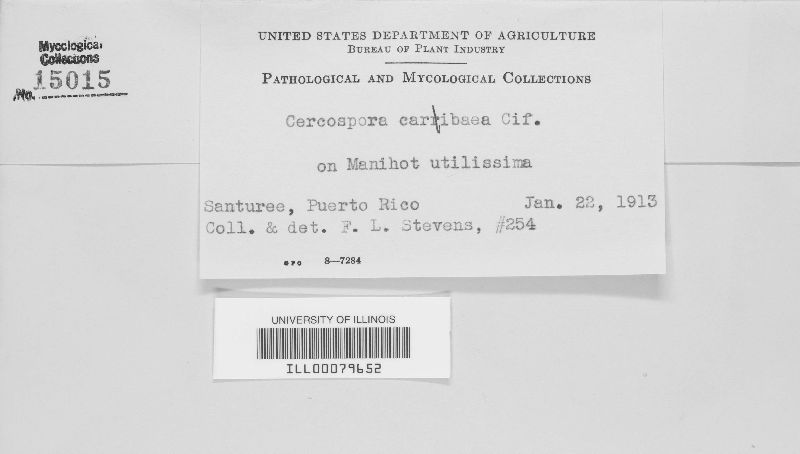 Mycological
Collections
No. 15015
UNITED STATES DEPARTMENT OF AGRICULTURE
BUREAU OF PLANT INDUSTRY
PATHOLOGICAL AND MYCOLOGICAL COLLECTIONS
Cercospora carribaea Cif.
on Manihot utilissima
Santuree, Puerto Rico Jan. 22, 1913
Coll. & det. F. L. Stevens, #254
GPO 8—7284
UNIVERSITY OF ILLINOIS
ILL00079652